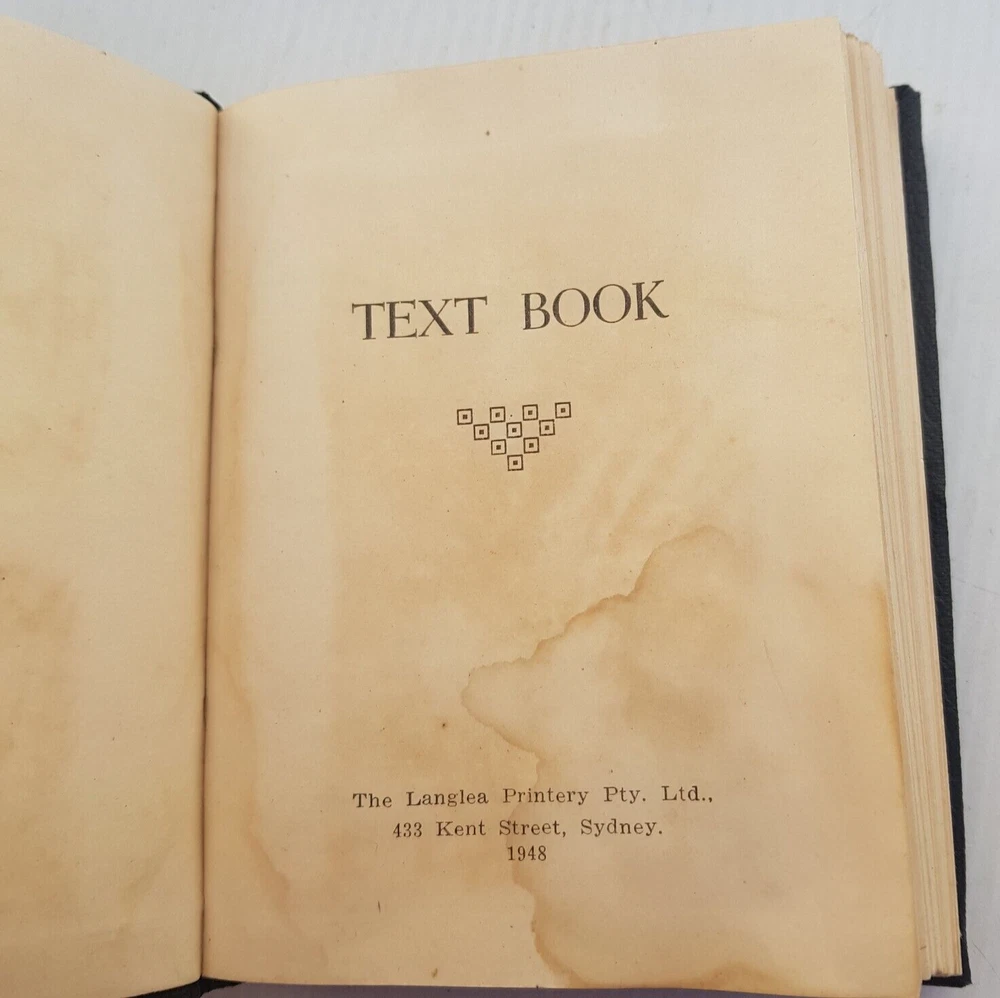 TEXT BOOK
The Langlea Printery Pty. Ltd.,
433 Kent Street, Sydney.
1948